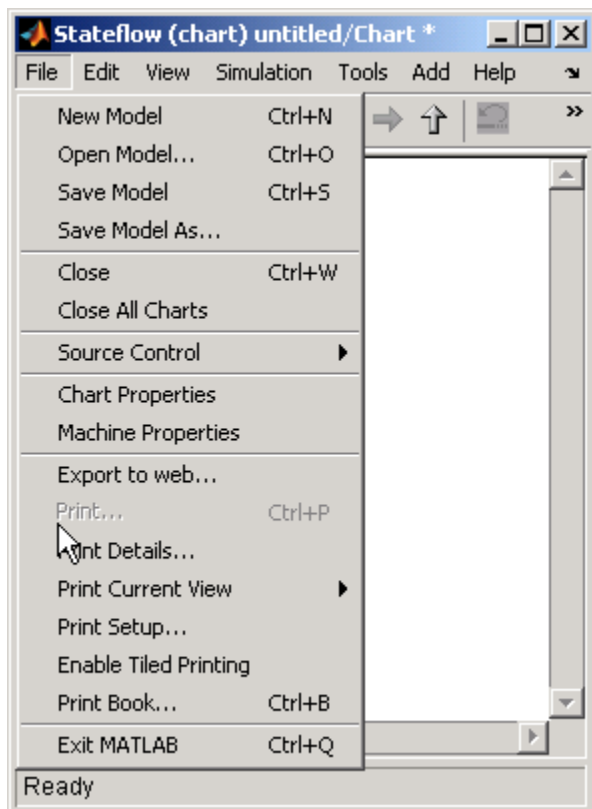 Stateflow (chart) untitled/Chart *
File Edit View Simulation Tools Add Help
New Model Ctrl+N
Open Model... Ctrl+O
Save Model Ctrl+S
Save Model As...
Close Ctrl+W
Close All Charts
Source Control
Chart Properties
Machine Properties
Export to web...
Print... Ctrl+P
Print Details...
Print Current View
Print Setup...
Enable Tiled Printing
Print Book... Ctrl+B
Exit MATLAB Ctrl+Q
Ready